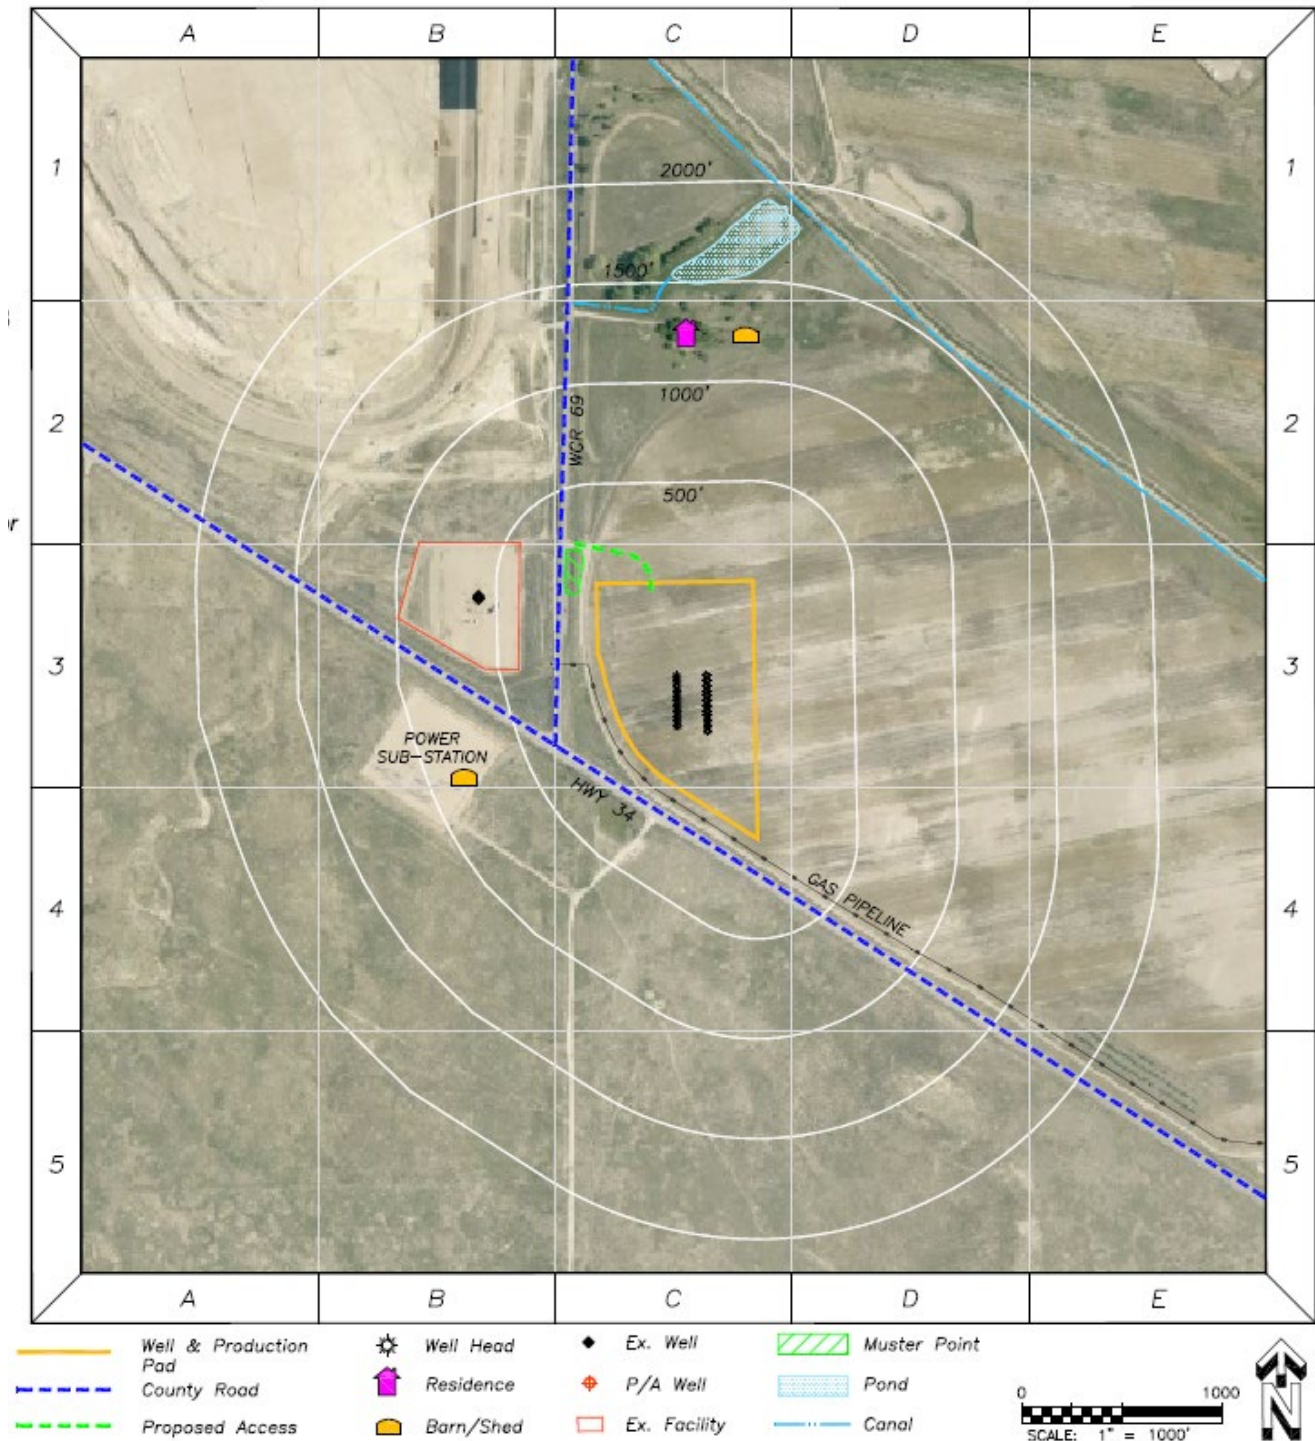 A B C D E
1 1
2000'
1500'
1000'
2 2
WCR 69
500'
r
3 3
POWER
SUB-STATION
HWY 34
GAS PIPELINE
4 4
5 5
A B C D E
Well & Production
Pad
County Road
Proposed Access
Well Head
Residence
Barn/Shed
Ex. Well
P/A Well
Ex. Facility
Muster Point
Pond
Canal
0 1000
SCALE: 1" = 1000'
N